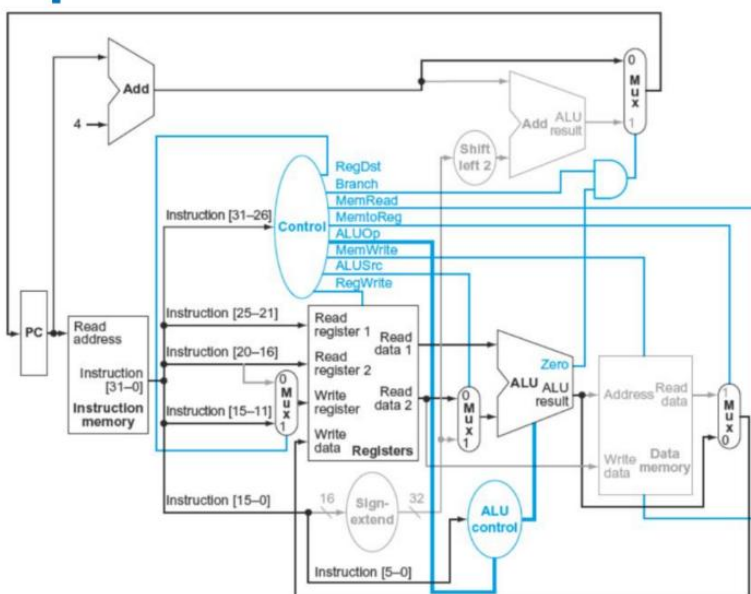 0
M
u
x
1
Add
4
Add ALU
result
Shift
left 2
RegDst
Branch
MemRead
MemtoReg
ALUOp
MemWrite
ALUSrc
RegWrite
Control
Instruction [31–26]
Instruction [25–21]
Instruction [20–16]
Instruction [15–11]
Instruction [15–0]
Instruction [5–0]
PC
Read
address
Instruction
[31–0]
Instruction
memory
0
M
u
x
1
Read
register 1
Read
register 2
Write
register
Write
data
Read
data 1
Read
data 2
Registers
0
M
u
x
1
Zero
ALU ALU
result
Address
Read
data
Write
data
Data
memory
1
M
u
x
0
16
Sign-
extend
32
ALU
control